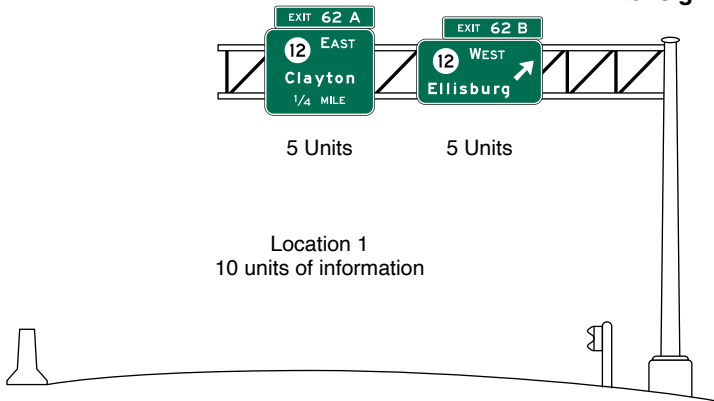 EXIT 62 A
12 EAST
Clayton
1/4 MILE
EXIT 62 B
12 WEST
Ellisburg
5 Units
5 Units
Location 1
10 units of information